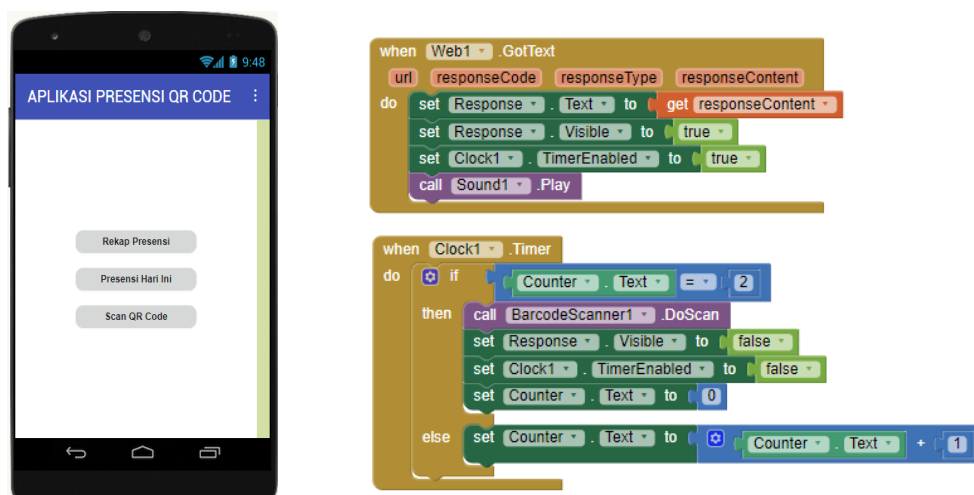 9:48
APLIKASI PRESENSI QR CODE
Rekap Presensi
Presensi Hari Ini
Scan QR Code
when Web1 .GotText
url responseCode responseType responseContent
do set Response . Text to get responseContent
set Response . Visible to true
set Clock1 . TimerEnabled to true
call Sound1 .Play
when Clock1 .Timer
do if Counter . Text = 2
then call BarcodeScanner1 .DoScan
set Response . Visible to false
set Clock1 . TimerEnabled to false
set Counter . Text to 0
else set Counter . Text to Counter . Text + 1